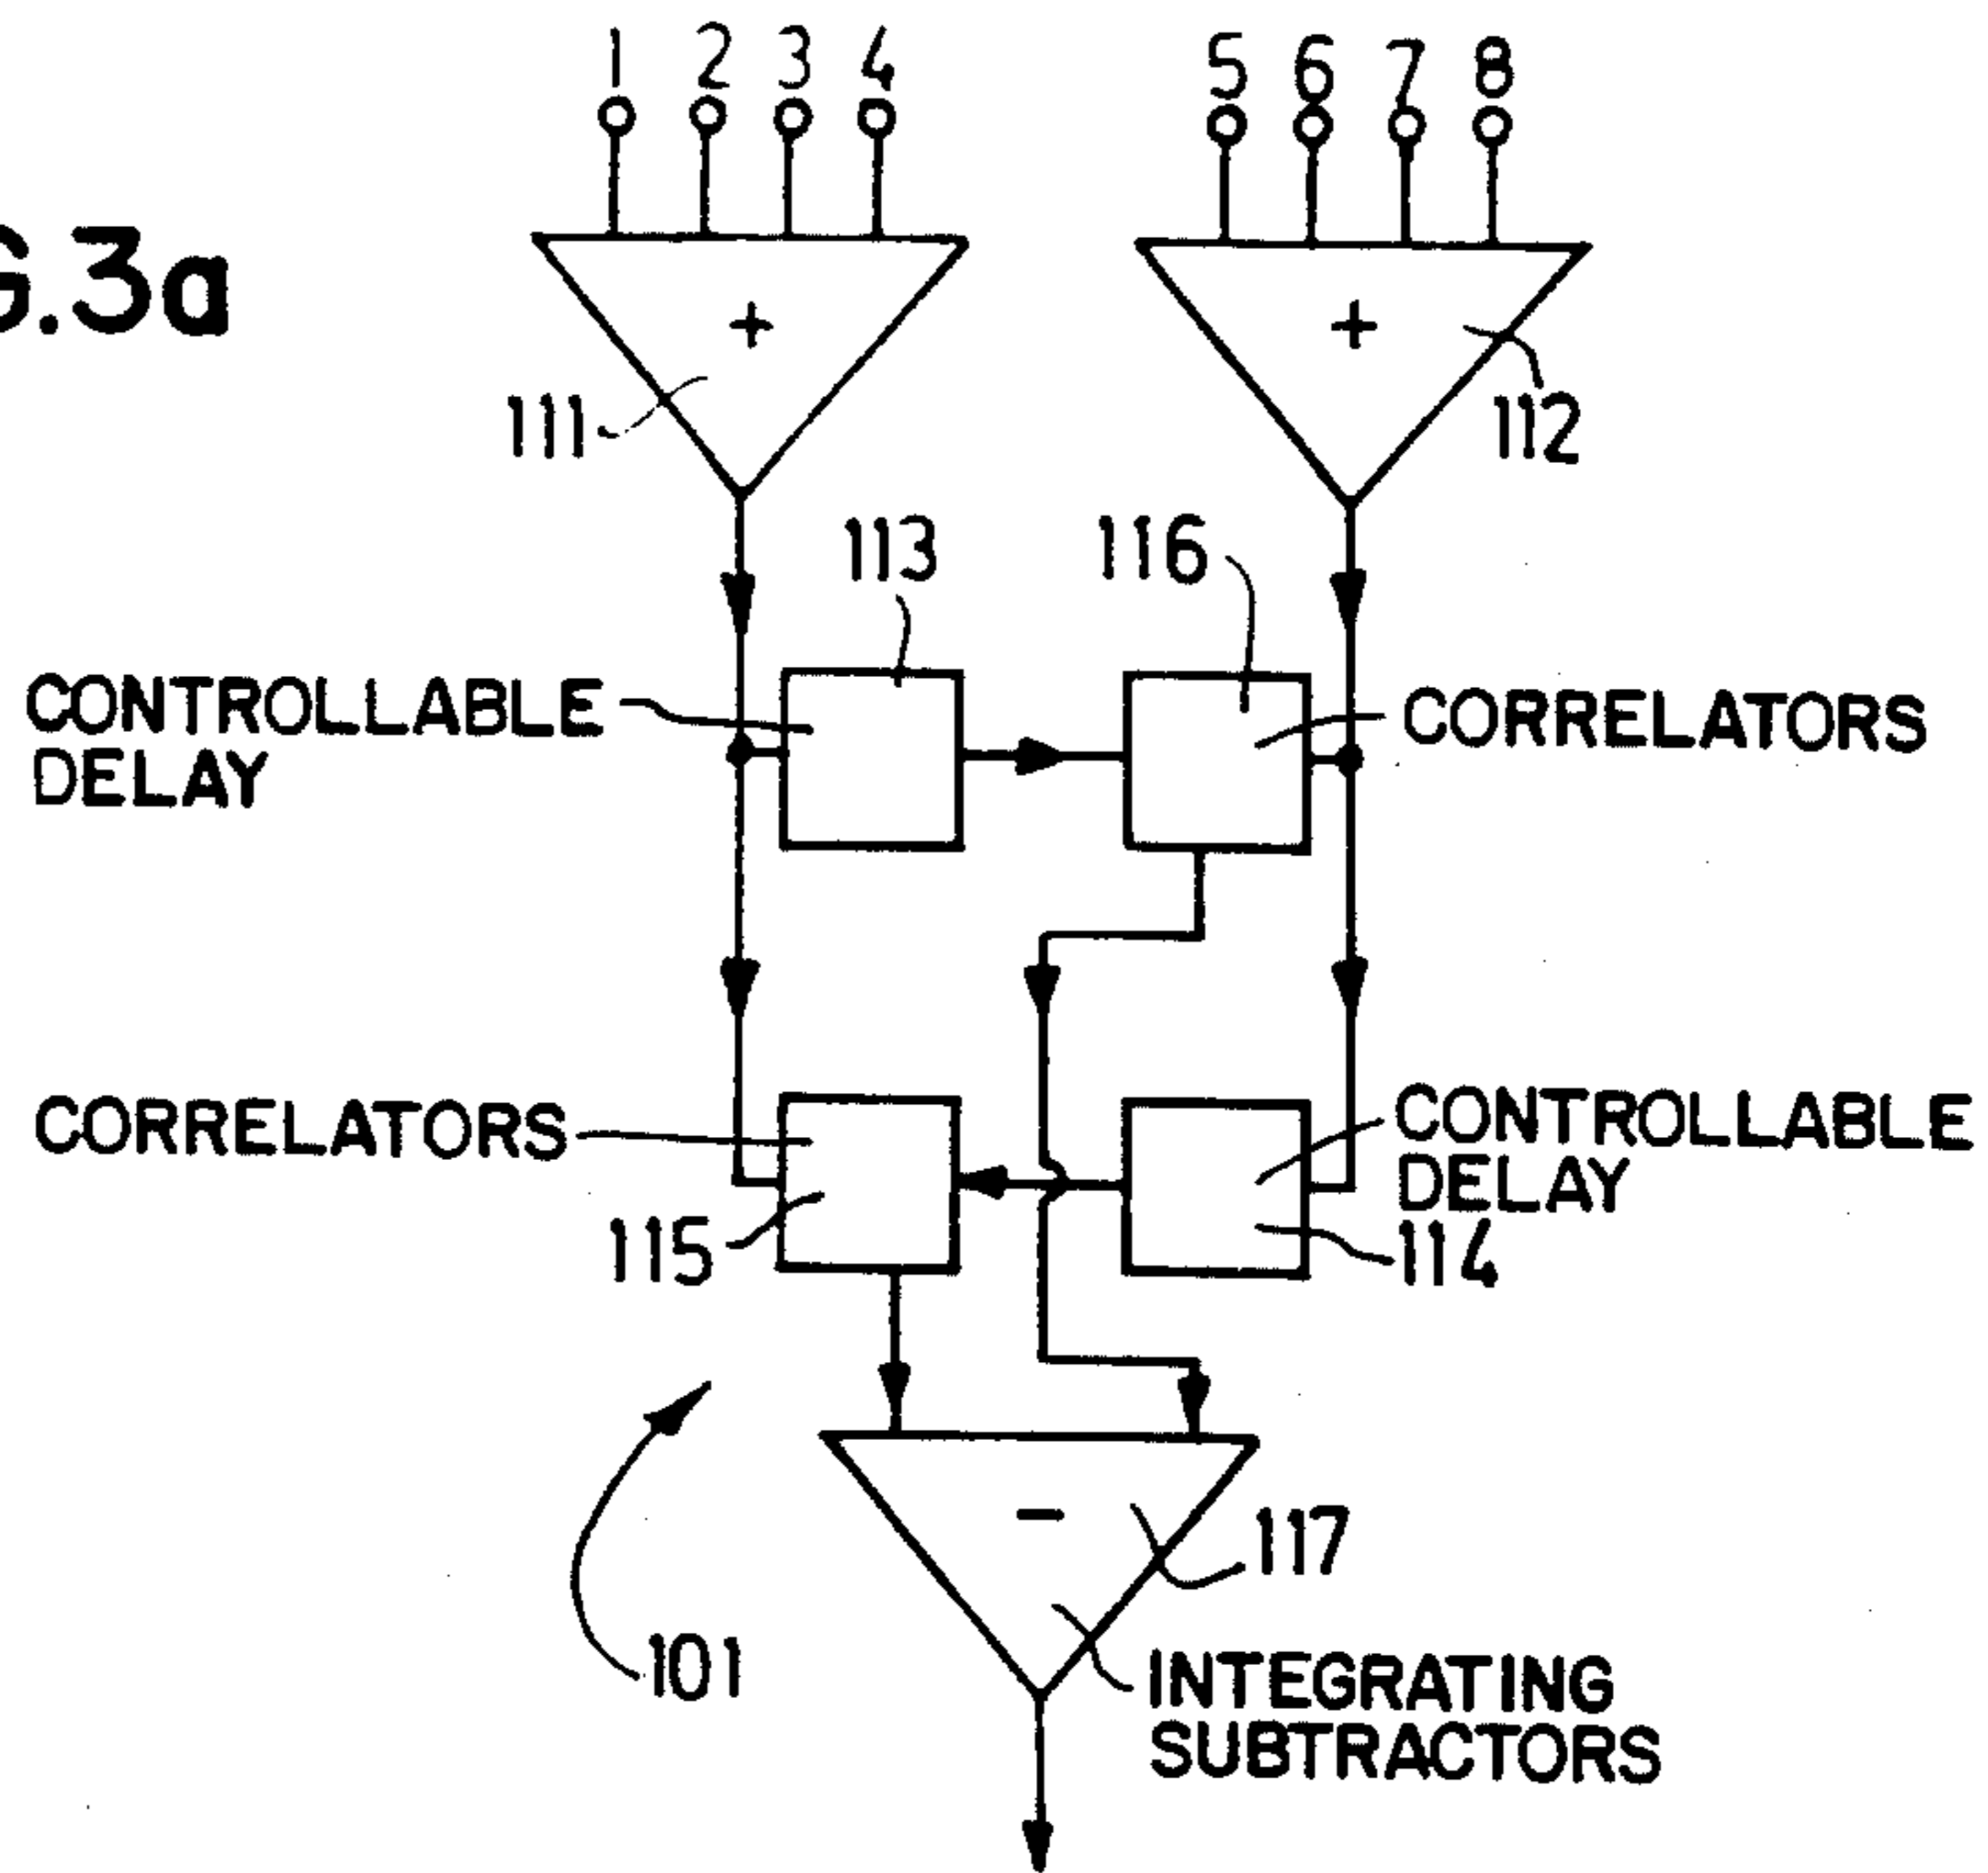 1 2 3 4 5 6 7 8
G.3a
+ +
111 112
113 116
CONTROLLABLE
DELAY
CORRELATORS
CORRELATORS
CONTROLLABLE
DELAY
115 114
-
117
101
INTEGRATING
SUBTRACTORS